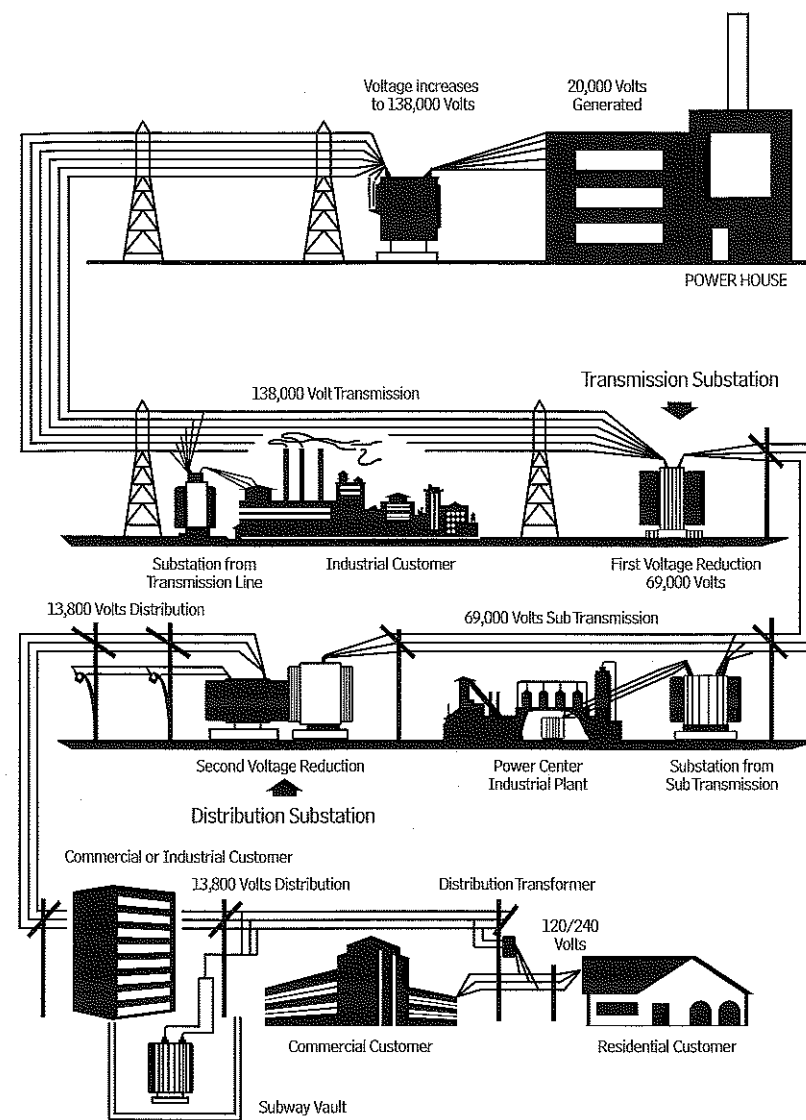 Voltage increases
to 138,000 Volts
20,000 Volts
Generated
POWER HOUSE
138,000 Volt Transmission
Transmission Substation
Substation from
Transmission Line
Industrial Customer
First Voltage Reduction
69,000 Volts
13,800 Volts Distribution
69,000 Volts Sub Transmission
Second Voltage Reduction
Power Center
Industrial Plant
Substation from
Sub Transmission
Distribution Substation
Commercial or Industrial Customer
13,800 Volts Distribution
Distribution Transformer
120/240
Volts
Commercial Customer
Residential Customer
Subway Vault